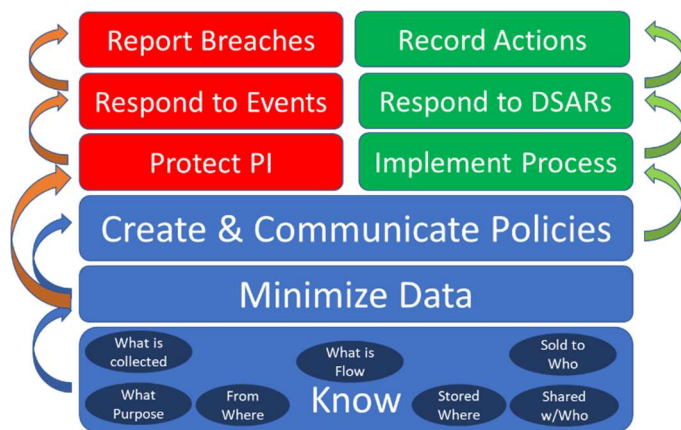 Report Breaches
Record Actions
Respond to Events
Respond to DSARs
Protect PI
Implement Process
Create & Communicate Policies
Minimize Data
What is
collected
What is
Flow
Sold to
Who
What
Purpose
From
Where
Know
Stored
Where
Shared
w/Who